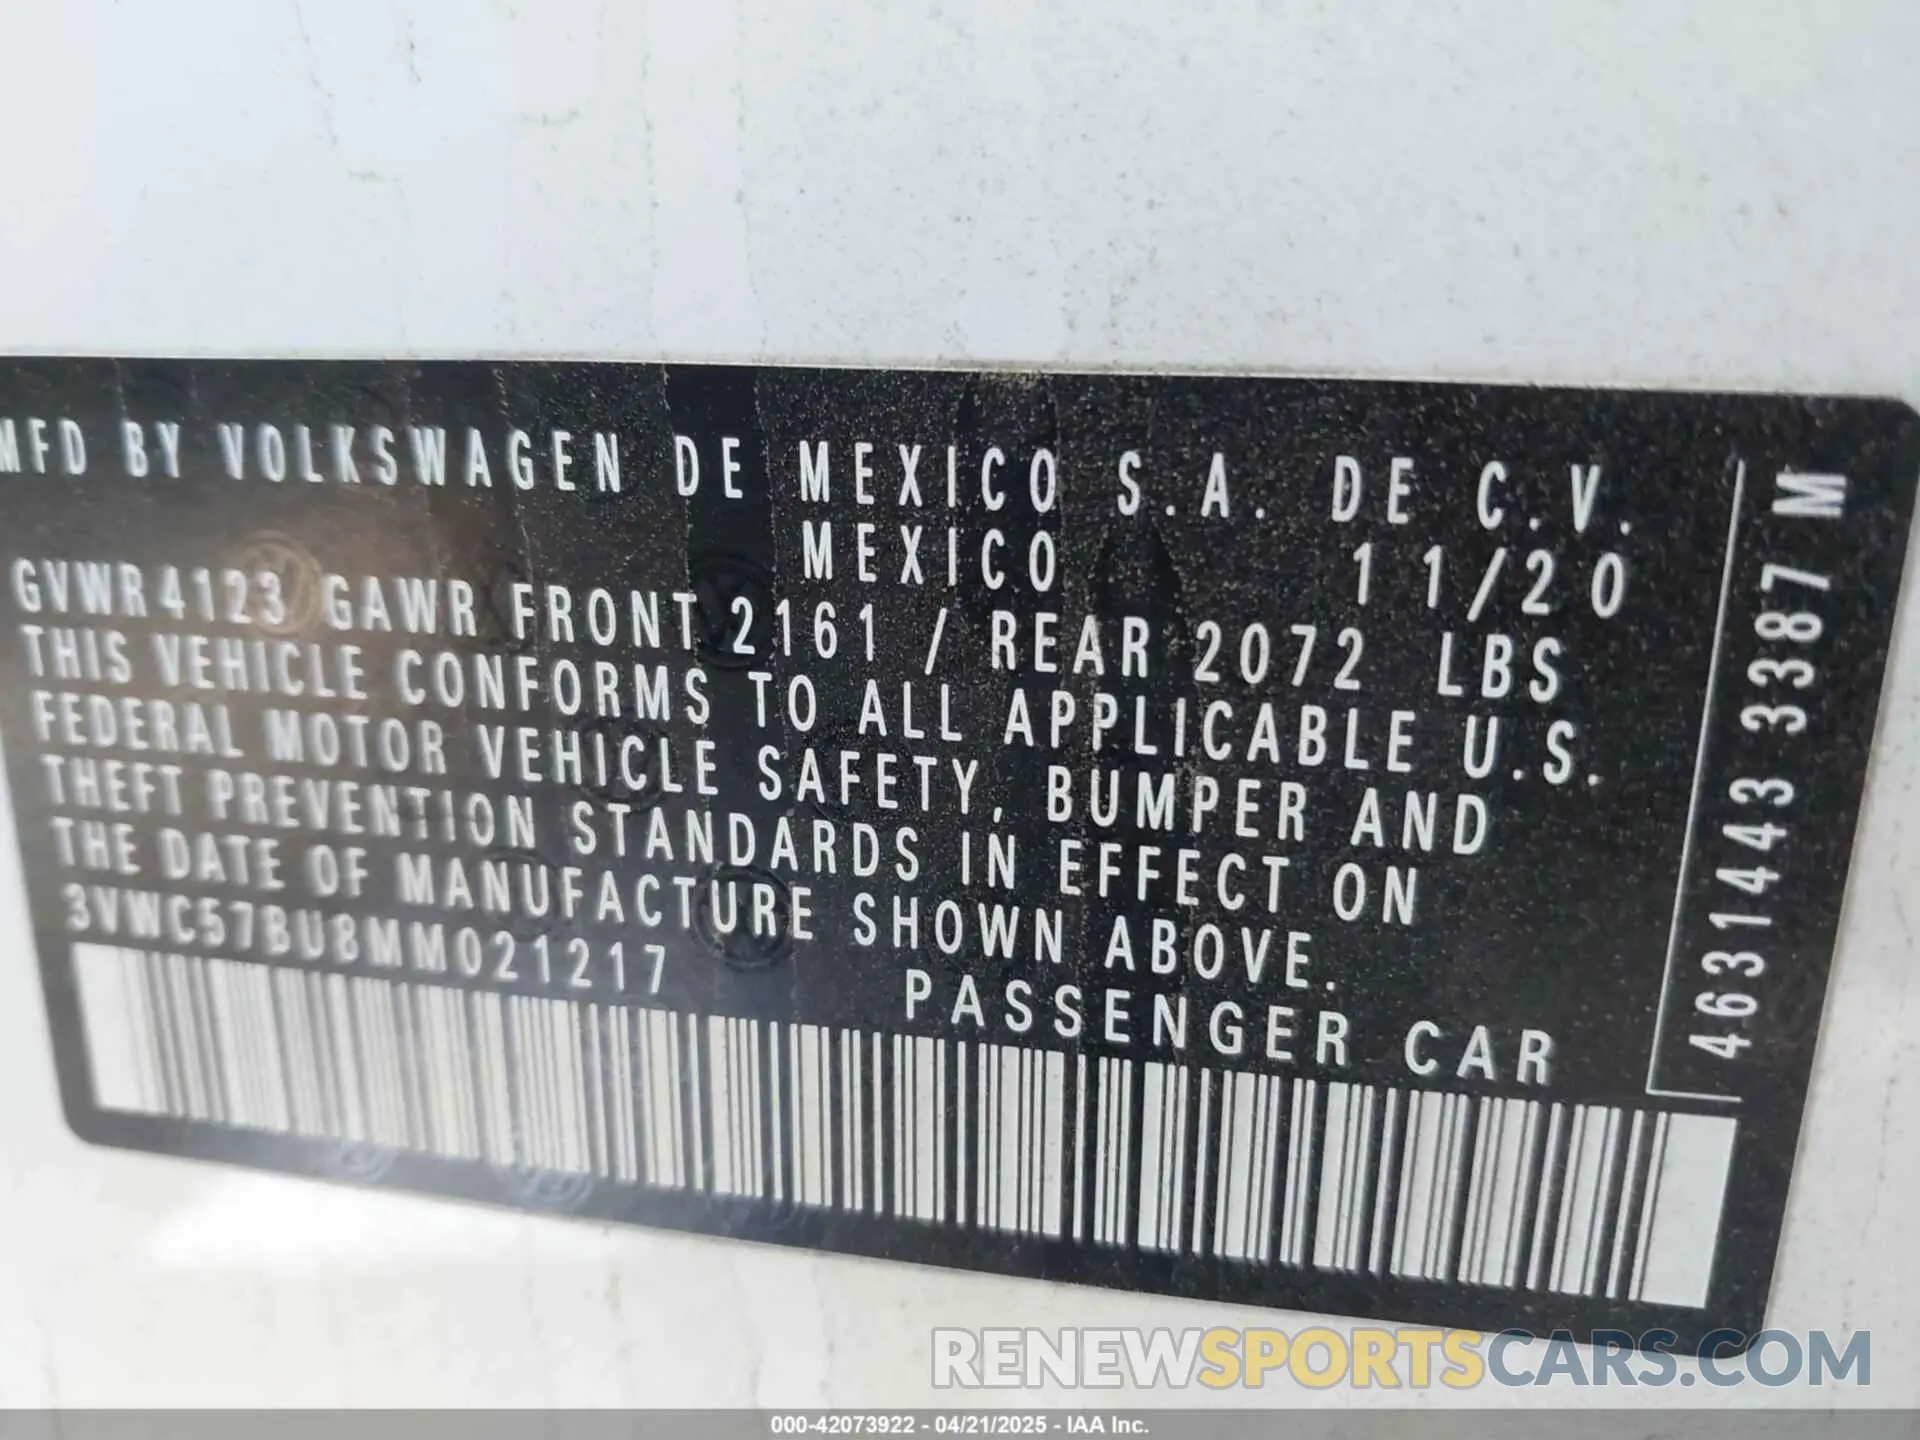 MFD BY VOLKSWAGEN DE MEXICO S.A. DE C.V.
MEXICO 11/20
GVWR 4123 GAWR FRONT 2161 / REAR 2072 LBS
THIS VEHICLE CONFORMS TO ALL APPLICABLE U.S.
FEDERAL MOTOR VEHICLE SAFETY, BUMPER AND
THEFT PREVENTION STANDARDS IN EFFECT ON
THE DATE OF MANUFACTURE SHOWN ABOVE.
3VWC57BU8MM021217 PASSENGER CAR
4631443 3387 M
RENEWSPORTSCARS.COM
000-42073922 - 04/21/2025 - IAA Inc.